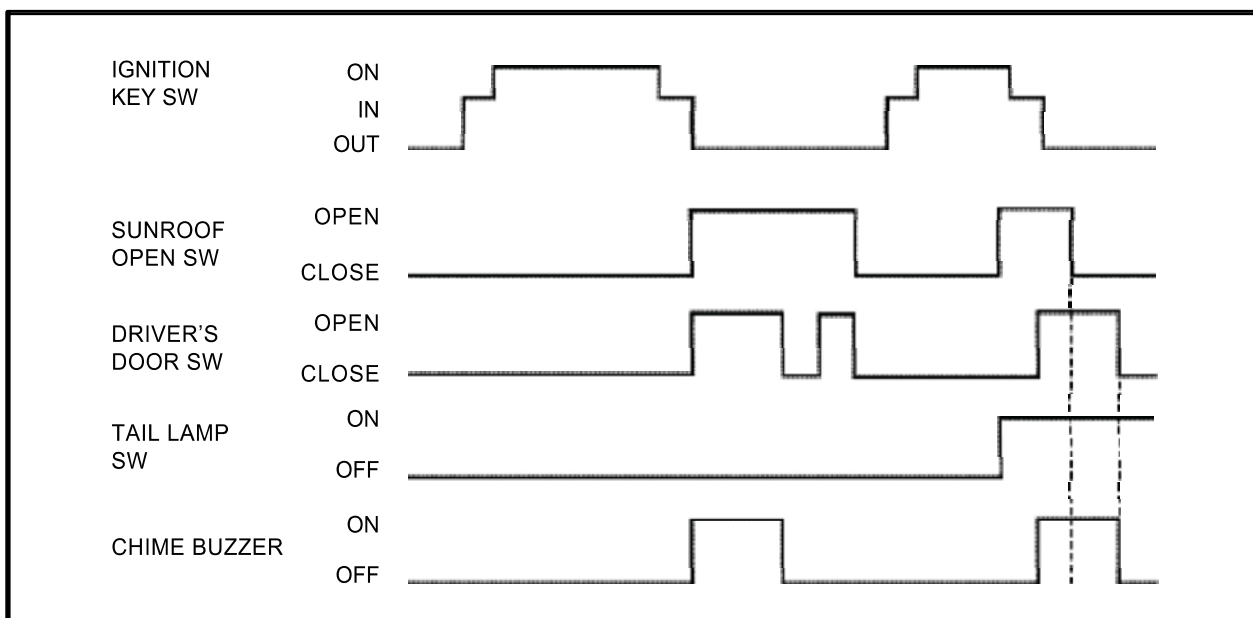 IGNITION
KEY SW
ON
IN
OUT
SUNROOF
OPEN SW
OPEN
CLOSE
DRIVER'S
DOOR SW
OPEN
CLOSE
TAIL LAMP
SW
ON
OFF
CHIME BUZZER
ON
OFF